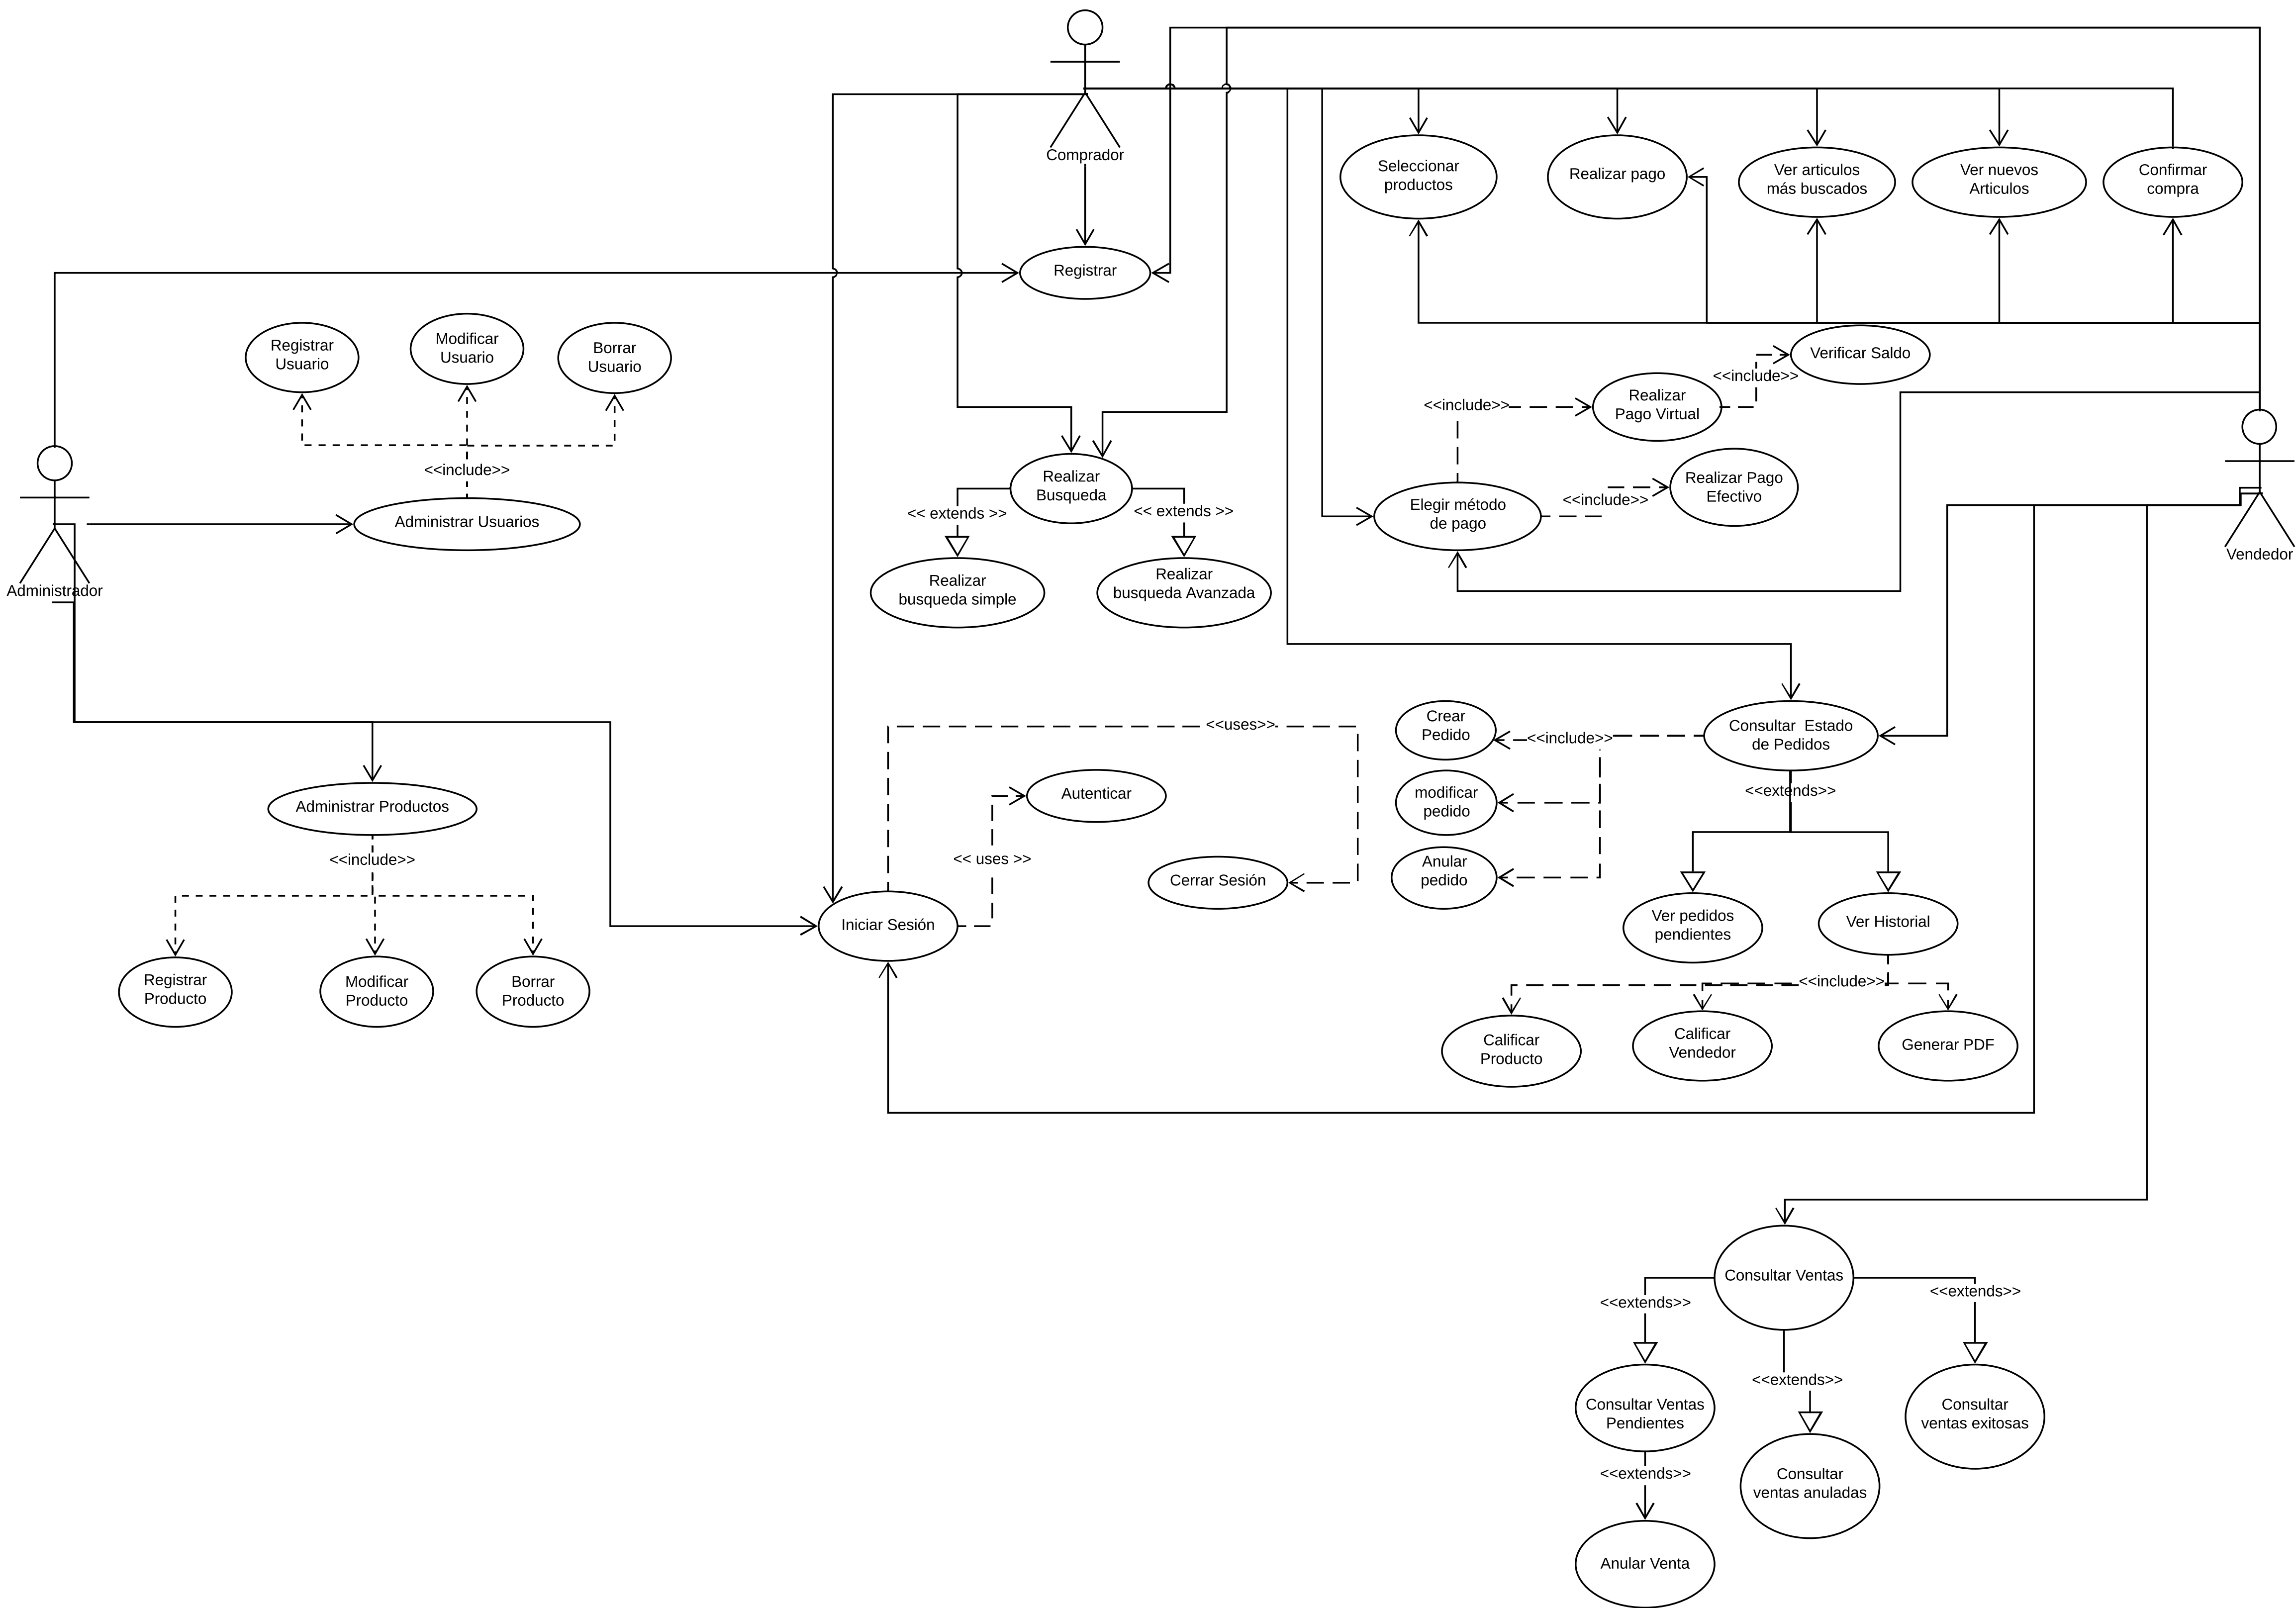 Comprador
Seleccionar
productos
Realizar pago
Ver articulos
más buscados
Ver nuevos
Articulos
Confirmar
compra
Registrar
Registrar
Usuario
Modificar
Usuario
Borrar
Usuario
<<include>>
Administrar Usuarios
Administrador
Verificar Saldo
<<include>>
Realizar
Pago Virtual
<<include>>
Elegir método
de pago
<<include>>
Realizar Pago
Efectivo
Vendedor
Realizar
Busqueda
<< extends >>
<< extends >>
Realizar
busqueda simple
Realizar
busqueda Avanzada
Administrar Productos
<<include>>
Registrar
Producto
Modificar
Producto
Borrar
Producto
<<uses>>
Autenticar
<< uses >>
Cerrar Sesión
Iniciar Sesión
Crear
Pedido
<<include>>
Consultar  Estado
de Pedidos
modificar
pedido
<<extends>>
Anular
pedido
Ver pedidos
pendientes
Ver Historial
<<include>>
Calificar
Producto
Calificar
Vendedor
Generar PDF
Consultar Ventas
<<extends>>
<<extends>>
<<extends>>
Consultar Ventas
Pendientes
Consultar
ventas exitosas
<<extends>>
Consultar
ventas anuladas
Anular Venta